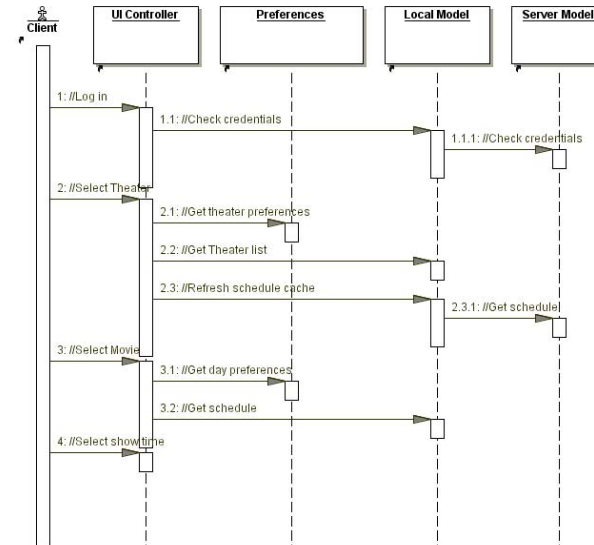 Client
UI Controller
Preferences
Local Model
Server Model
1: //Log in
1.1: //Check credentials
1.1.1: //Check credentials
2: //Select Theater
2.1: //Get theater preferences
2.2: //Get Theater list
2.3: //Refresh schedule cache
2.3.1: //Get schedule
3: //Select Movie
3.1: //Get day preferences
3.2: //Get schedule
4: //Select show time